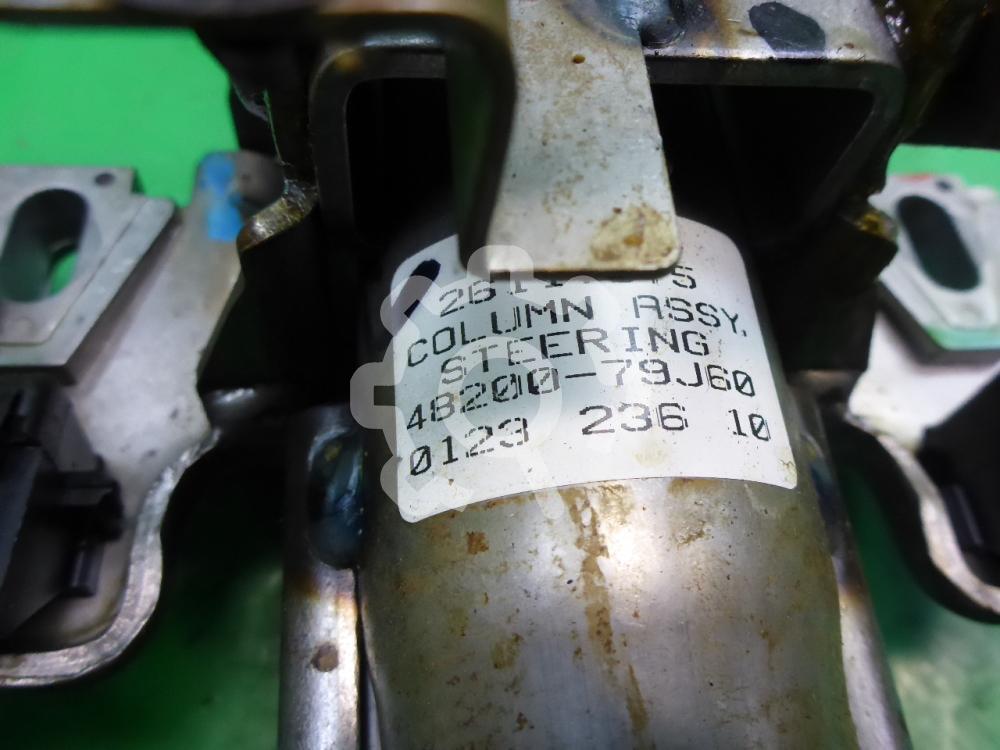 COLUMN ASSY,
STEERING
48200-79J60
0123 236 10